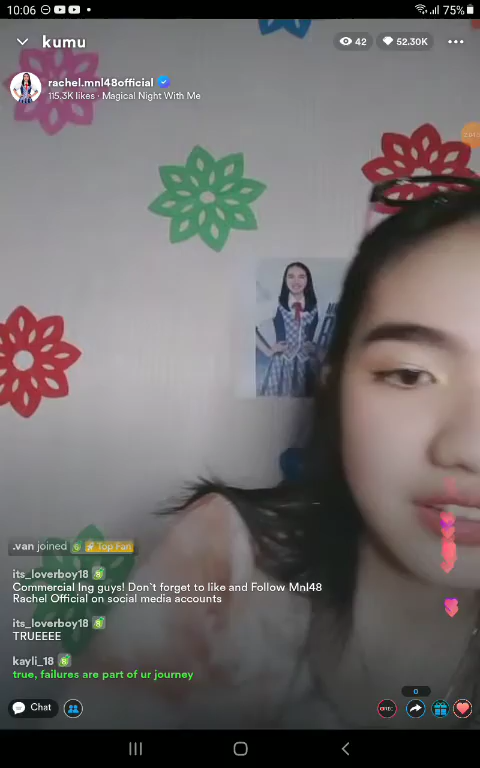 10:06
75%
kumu
42
52.30K
rachel.mnl48official
115.3K likes · Magical Night With Me
.van joined
Top Fan
its_loverboy18
Commercial lng guys! Don`t forget to like and Follow Mnl48
Rachel Official on social media accounts
its_loverboy18
TRUEEEE
kayli_18
true, failures are part of ur journey
0
Chat